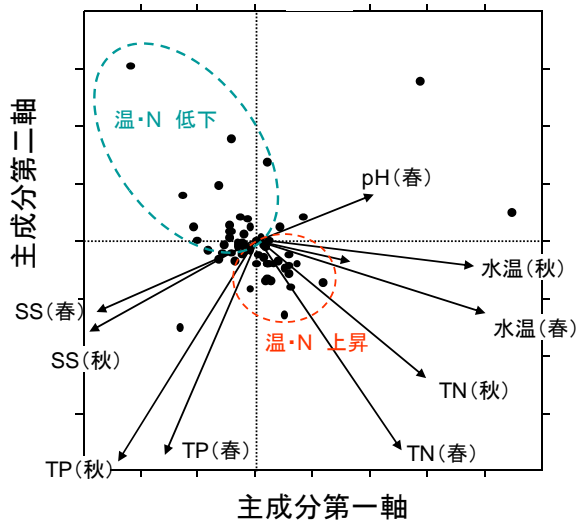 温・N 低下
pH（春）
主成分第二軸
水温（秋）
SS（春）
水温（春）
温・N 上昇
SS（秋）
TN（秋）
TP（春）
TN（春）
TP（秋）
主成分第一軸